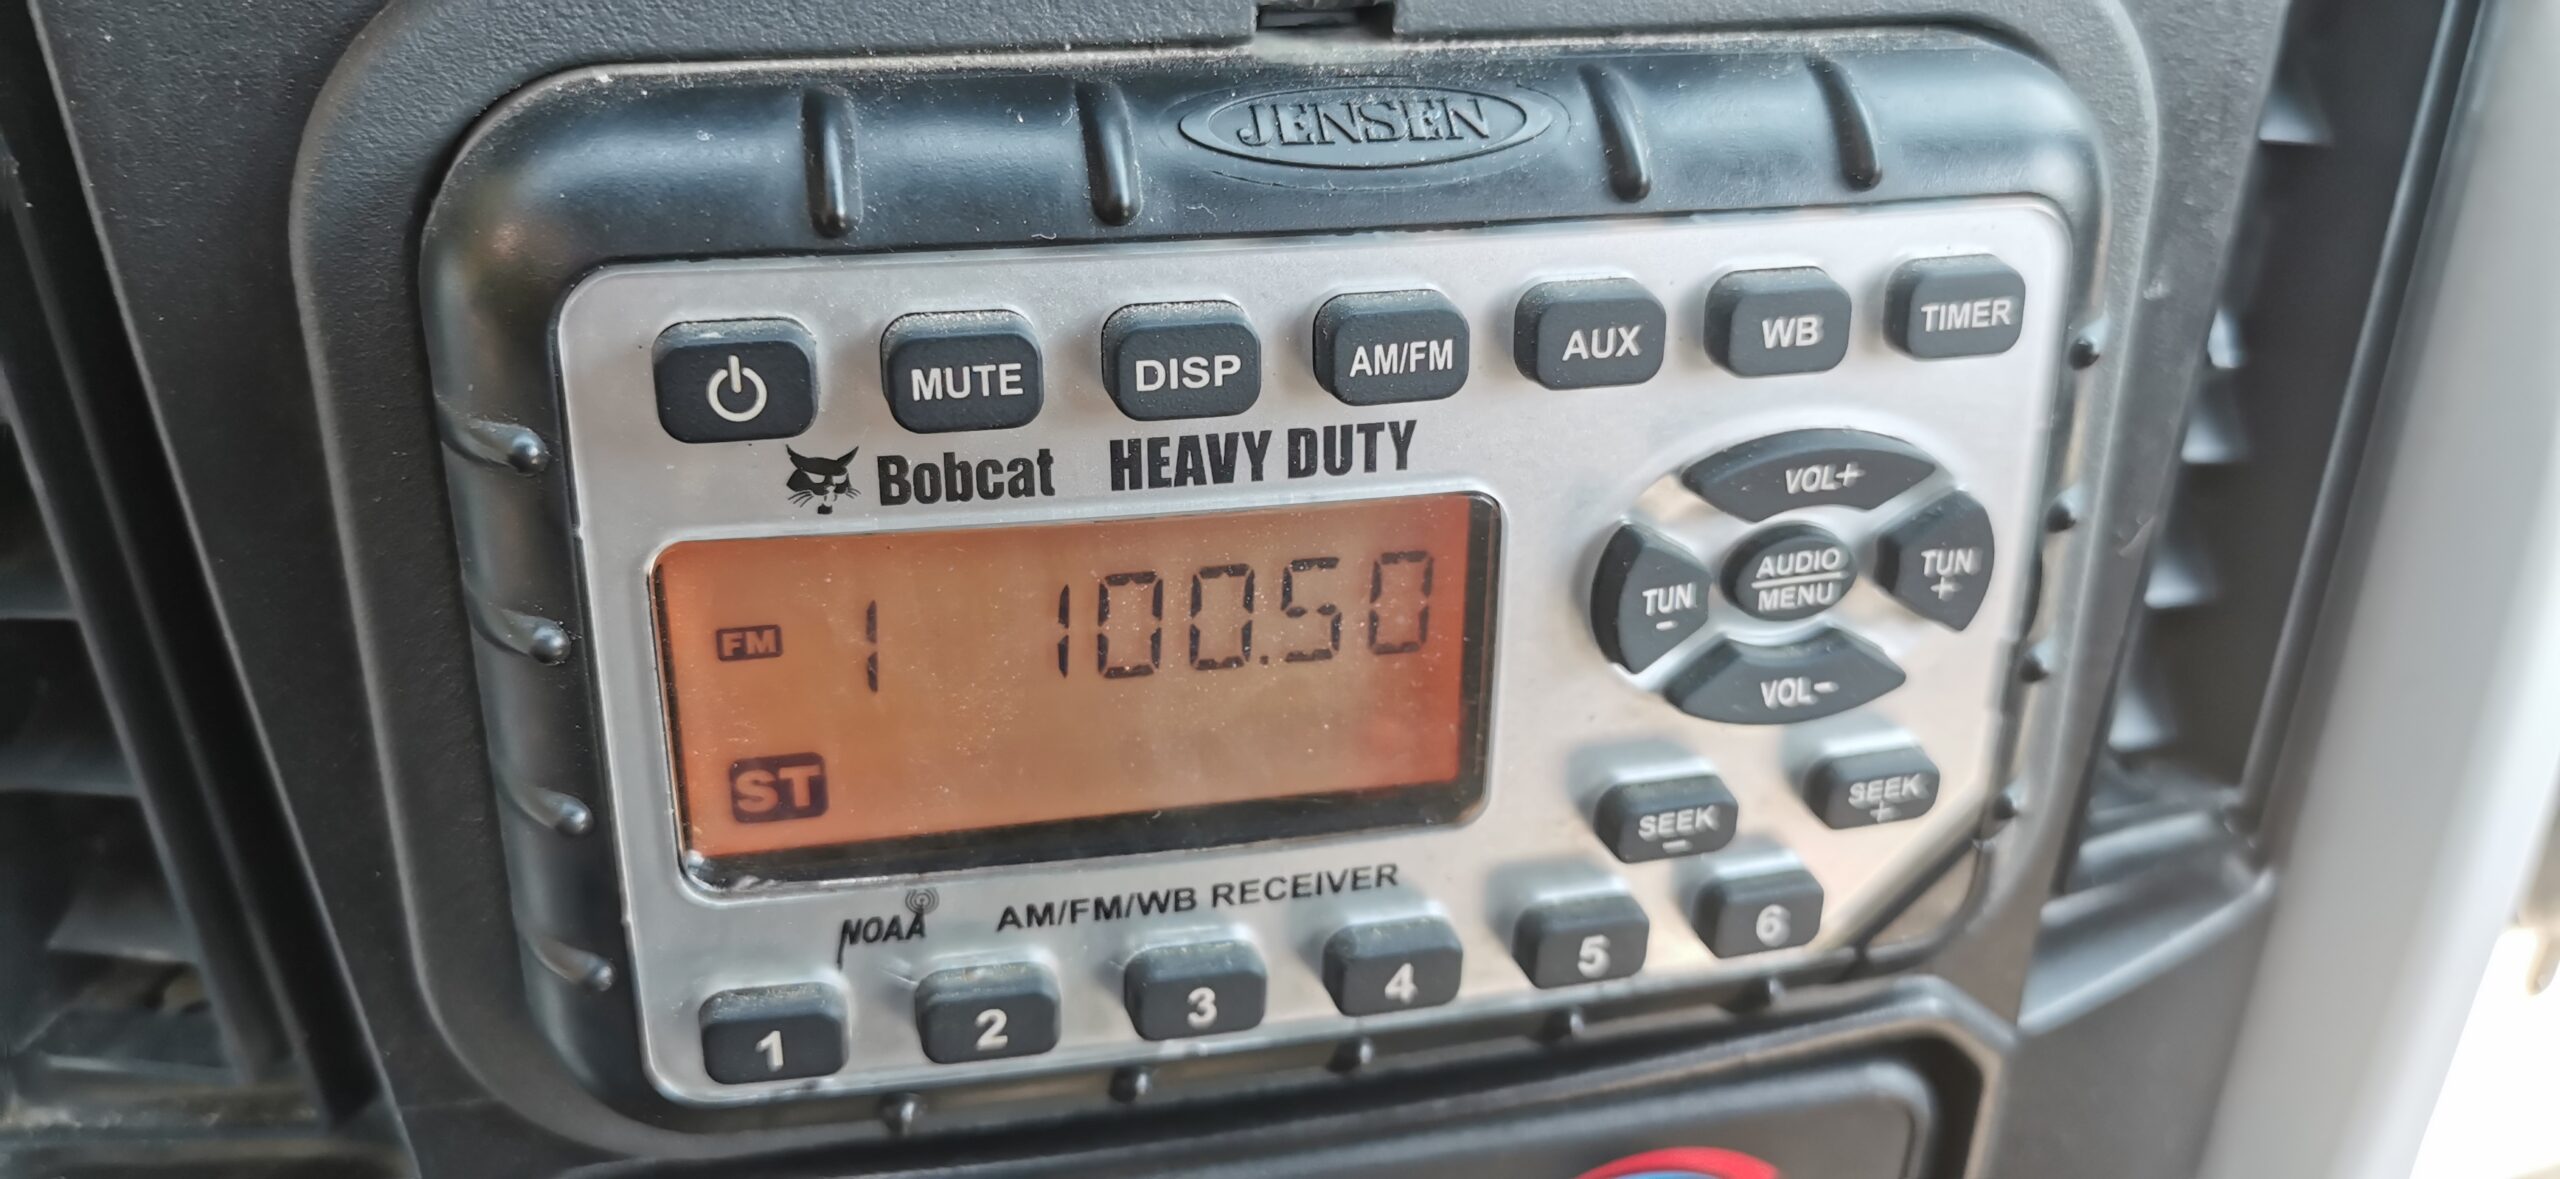 JENSEN
MUTE DISP AM/FM AUX WB TIMER
Bobcat HEAVY DUTY
VOL+
TUN - AUDIO MENU TUN +
VOL-
FM 1 100.50
ST
SEEK - SEEK +
NOAA AM/FM/WB RECEIVER
1 2 3 4 5 6